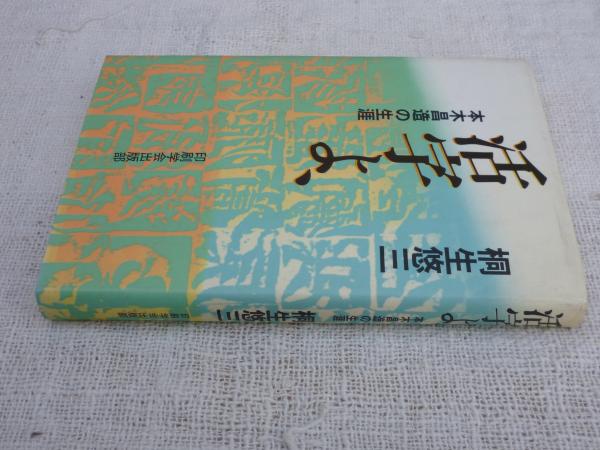 活字よ、
本木昌造の生涯
桐生悠三
印刷学会出版部
活字よ、
本木昌造の生涯
桐生悠三
印刷学会出版部